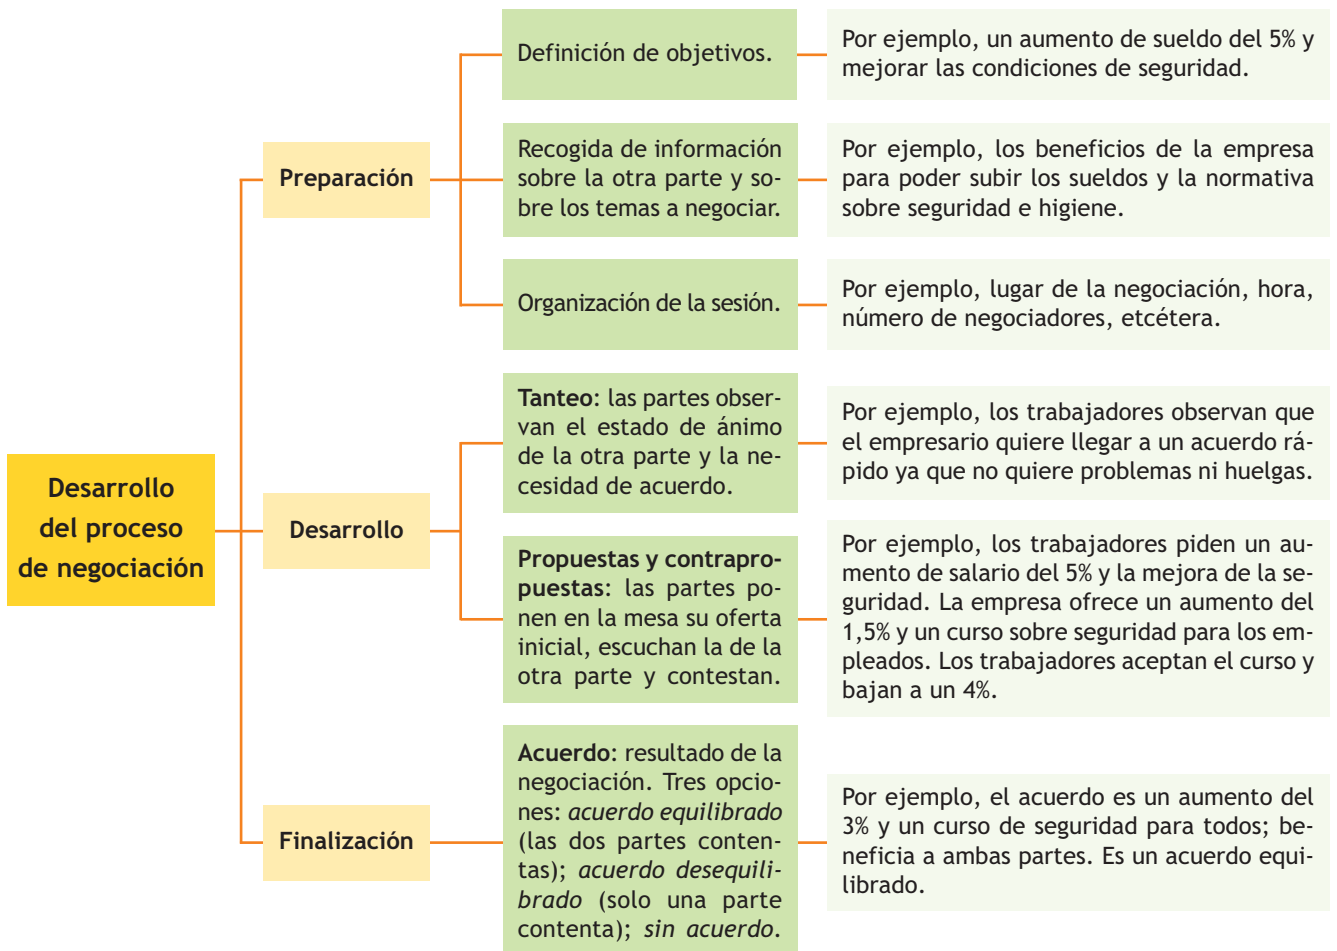 Desarrollo
del proceso
de negociación
Preparación
Definición de objetivos.
Por ejemplo, un aumento de sueldo del 5% y
mejorar las condiciones de seguridad.
Recogida de información
sobre la otra parte y so-
bre los temas a negociar.
Por ejemplo, los beneficios de la empresa
para poder subir los sueldos y la normativa
sobre seguridad e higiene.
Organización de la sesión.
Por ejemplo, lugar de la negociación, hora,
número de negociadores, etcétera.
Desarrollo
Tanteo: las partes obser-
van el estado de ánimo
de la otra parte y la ne-
cesidad de acuerdo.
Por ejemplo, los trabajadores observan que
el empresario quiere llegar a un acuerdo rá-
pido ya que no quiere problemas ni huelgas.
Propuestas y contrapro-
puestas: las partes po-
nen en la mesa su oferta
inicial, escuchan la de la
otra parte y contestan.
Por ejemplo, los trabajadores piden un au-
mento de salario del 5% y la mejora de la se-
guridad. La empresa ofrece un aumento del
1,5% y un curso sobre seguridad para los em-
pleados. Los trabajadores aceptan el curso y
bajan a un 4%.
Finalización
Acuerdo: resultado de la
negociación. Tres opcio-
nes: acuerdo equilibrado
(las dos partes conten-
tas); acuerdo desequili-
brado (solo una parte
contenta); sin acuerdo.
Por ejemplo, el acuerdo es un aumento del
3% y un curso de seguridad para todos; be-
neficia a ambas partes. Es un acuerdo equi-
librado.